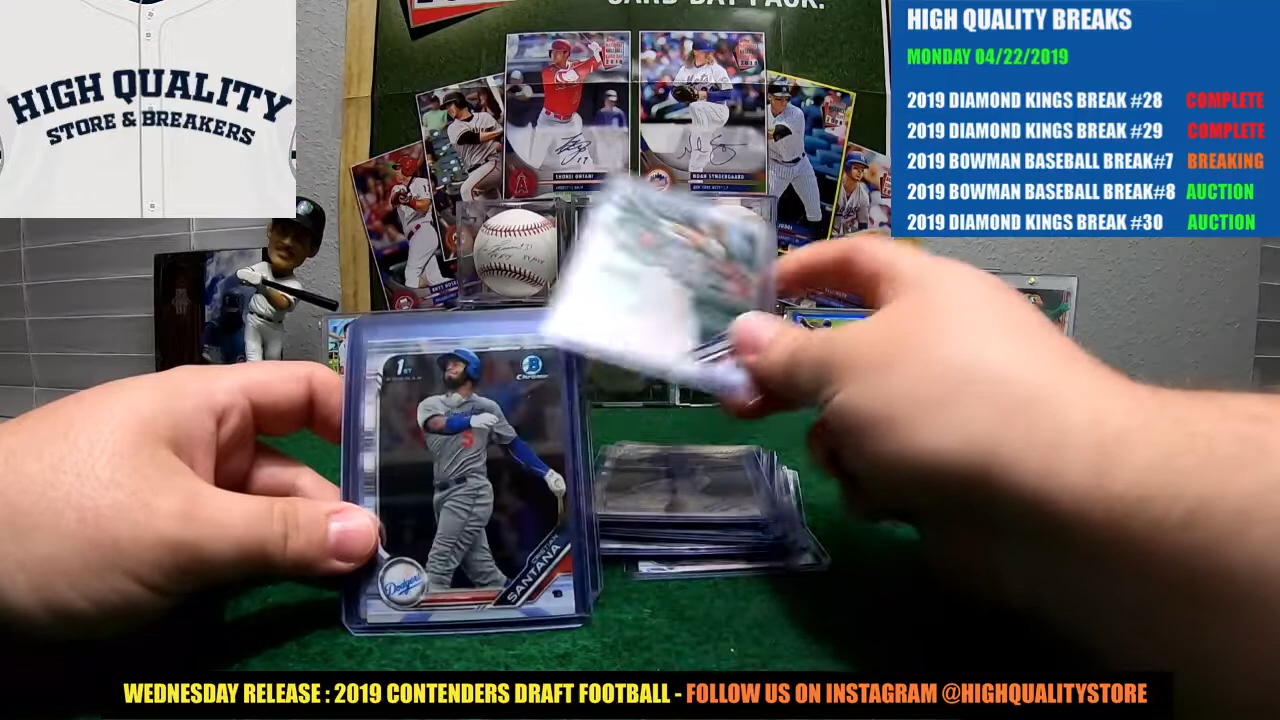 CARD DAY PACK.
HIGH QUALITY
STORE & BREAKERS
HIGH QUALITY BREAKS
MONDAY 04/22/2019
2019 DIAMOND KINGS BREAK #28 COMPLETE
2019 DIAMOND KINGS BREAK #29 COMPLETE
2019 BOWMAN BASEBALL BREAK#7 BREAKING
2019 BOWMAN BASEBALL BREAK#8 AUCTION
2019 DIAMOND KINGS BREAK #30 AUCTION
SHOHEI OHTANI
NOAH SYNDERGAARD
1ST
Chrome
Dodgers
CRISTIAN
SANTANA
WEDNESDAY RELEASE : 2019 CONTENDERS DRAFT FOOTBALL - FOLLOW US ON INSTAGRAM @HIGHQUALITYSTORE